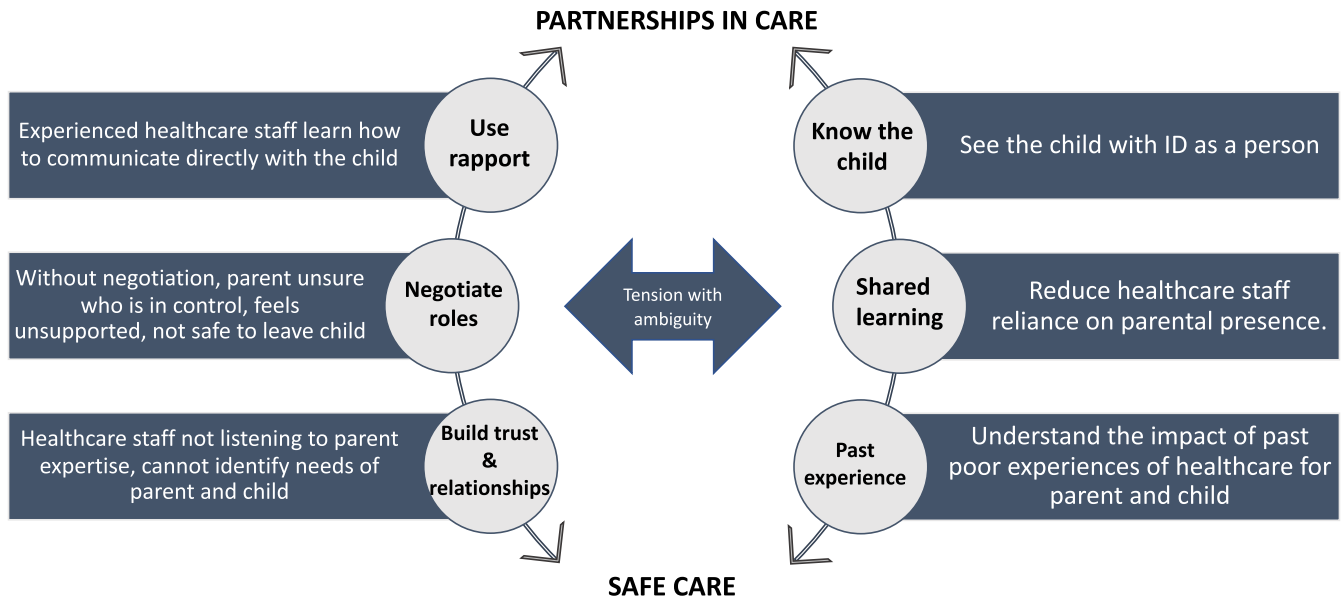 PARTNERSHIPS IN CARE
Experienced healthcare staff learn how
to communicate directly with the child
Use
rapport
Know the
child
See the child with ID as a person
Without negotiation, parent unsure
who is in control, feels
unsupported, not safe to leave child
Negotiate
roles
Tension with
ambiguity
Shared
learning
Reduce healthcare staff
reliance on parental presence.
Healthcare staff not listening to parent
expertise, cannot identify needs of
parent and child
Build trust
&
relationships
Past
experience
Understand the impact of past
poor experiences of healthcare for
parent and child
SAFE CARE